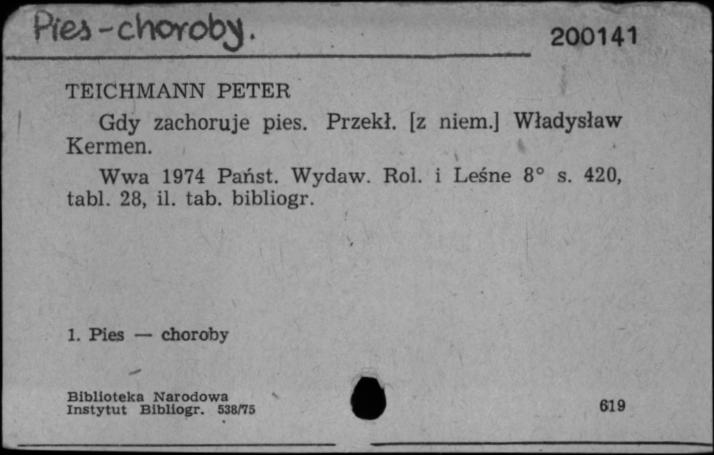 Pies-choroby.
200141
TEICHMANN PETER
Gdy zachoruje pies. Przekł. [z niem.] Władysław
Kermen.
Wwa 1974 Państ. Wydaw. Rol. i Leśne 8° s. 420,
tabl. 28, il. tab. bibliogr.
1. Pies — choroby
Biblioteka Narodowa
Instytut Bibliogr. 538/75
619